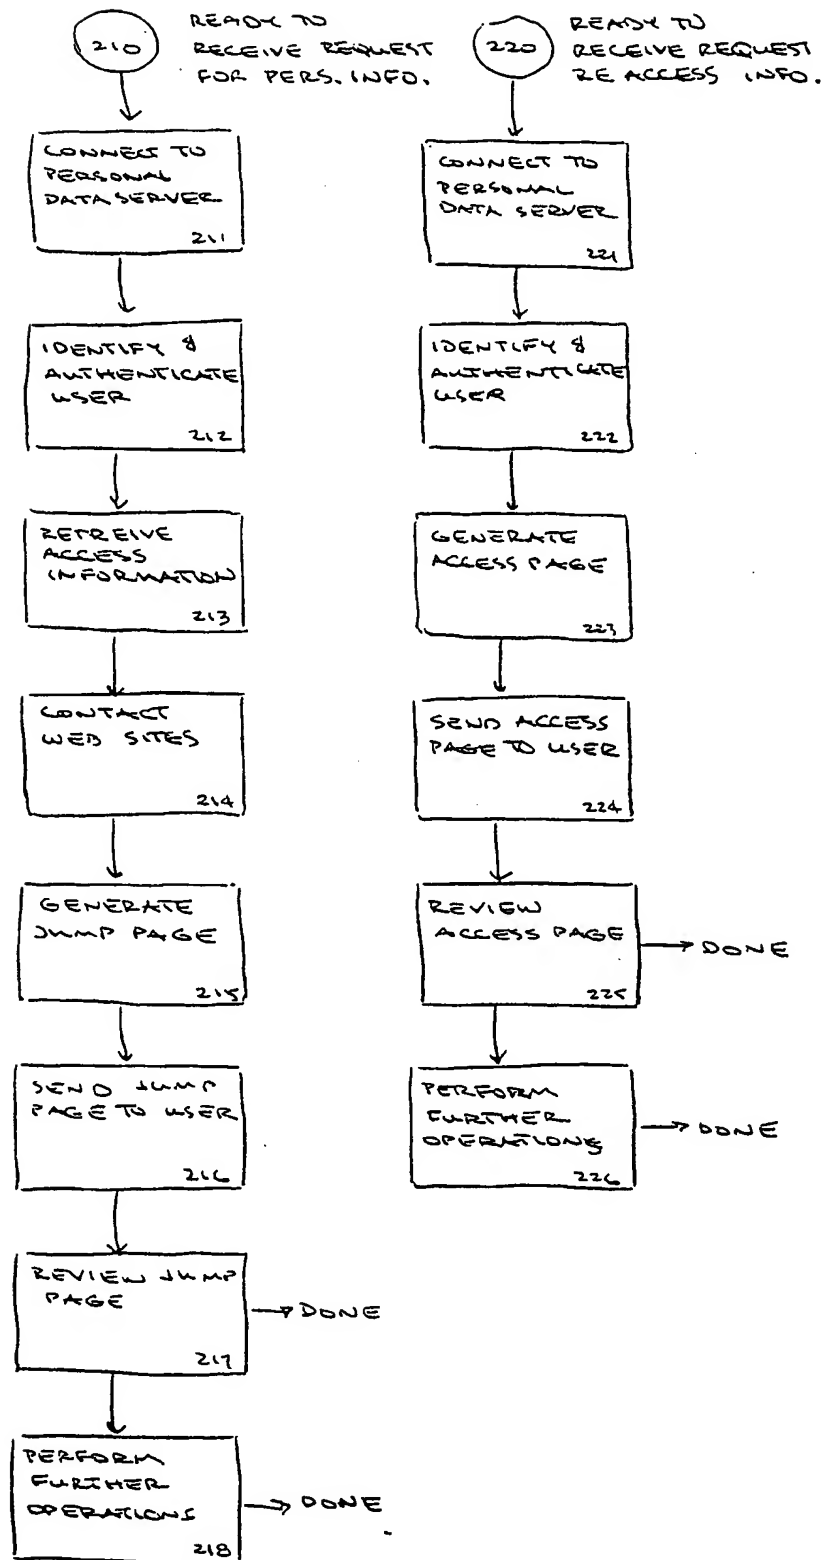 210
READY TO
RECEIVE REQUEST
FOR PERS. INFO.
CONNECT TO
PERSONAL
DATA SERVER
211
IDENTIFY &
AUTHENTICATE
USER
212
RETREIVE
ACCESS
INFORMATION
213
CONTACT
WEB SITES
214
GENERATE
JUMP PAGE
215
SEND JUMP
PAGE TO USER
216
REVIEW JUMP
PAGE
217
DONE
PERFORM
FURTHER
OPERATIONS
218
DONE
220
READY TO
RECEIVE REQUEST
RE ACCESS INFO.
CONNECT TO
PERSONAL
DATA SERVER
221
IDENTIFY &
AUTHENTICATE
USER
222
GENERATE
ACCESS PAGE
223
SEND ACCESS
PAGE TO USER
224
REVIEW
ACCESS PAGE
225
DONE
PERFORM
FURTHER
OPERATIONS
226
DONE